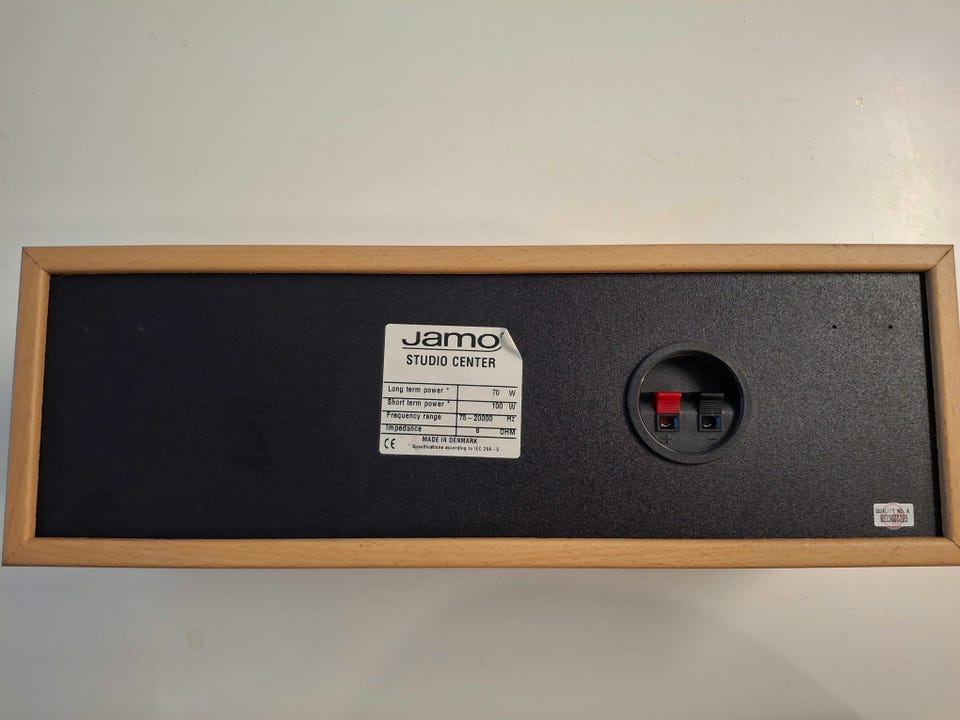 Jamo
STUDIO CENTER
Long term power * 70 W
Short term power * 100 W
Frequency range 75-20000 Hz
Impedance 8 OHM
CE MADE IN DENMARK
* Specifications according to IEC 268-5
+ -
QUALITY NO. A